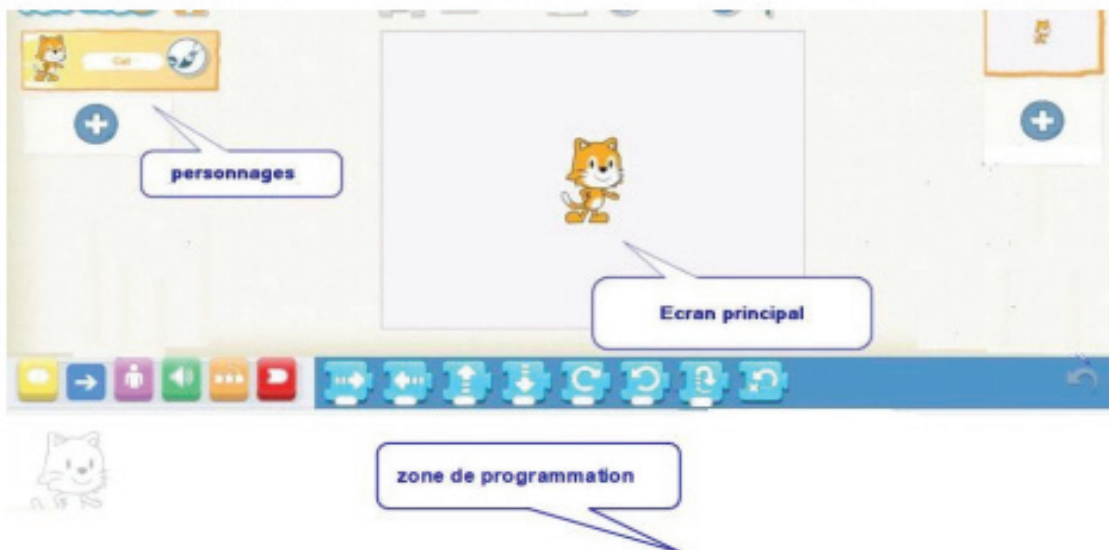 Cat
personnages
Ecran principal
zone de programmation